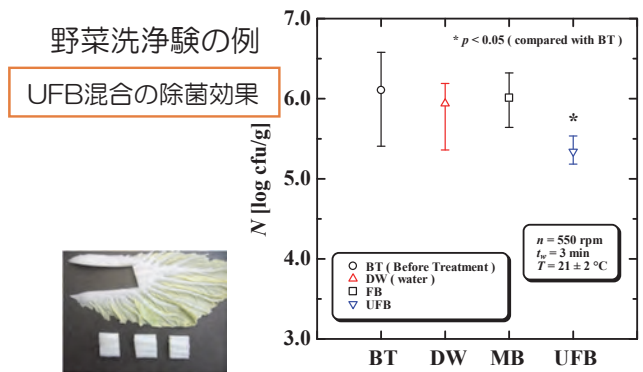 野菜洗浄験の例
UFB混合の除菌効果
7.0
6.0
5.0
4.0
3.0
N [log cfu/g]
* p < 0.05 ( compared with BT )
*
n = 550 rpm
t_w = 3 min
T = 21 ± 2 °C
BT ( Before Treatment )
DW ( water )
FB
UFB
BT DW MB UFB